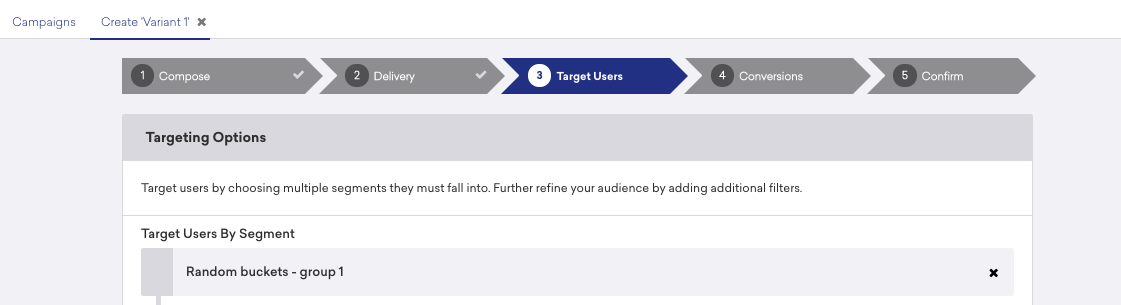 Campaigns Create 'Variant 1' ✖
1 Compose ✓ 2 Delivery ✓ 3 Target Users 4 Conversions 5 Confirm
Targeting Options
Target users by choosing multiple segments they must fall into. Further refine your audience by adding additional filters.
Target Users By Segment
Random buckets - group 1 ✖